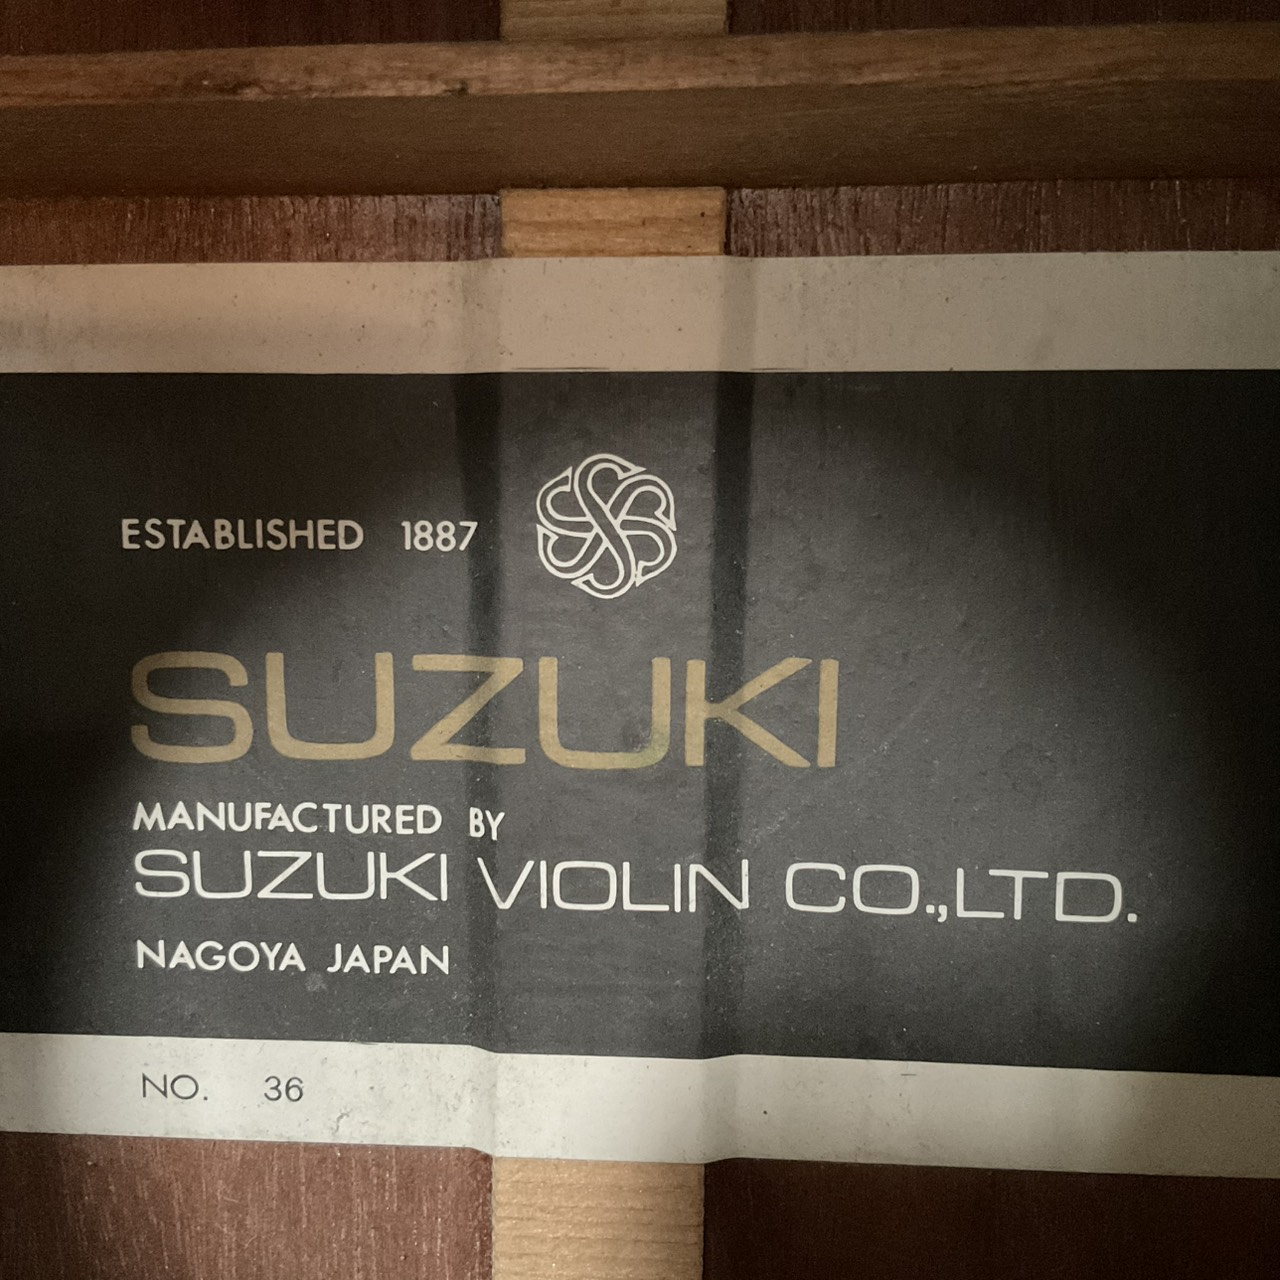 ESTABLISHED 1887
SUZUKI
MANUFACTURED BY
SUZUKI VIOLIN CO.,LTD.
NAGOYA JAPAN
NO. 36